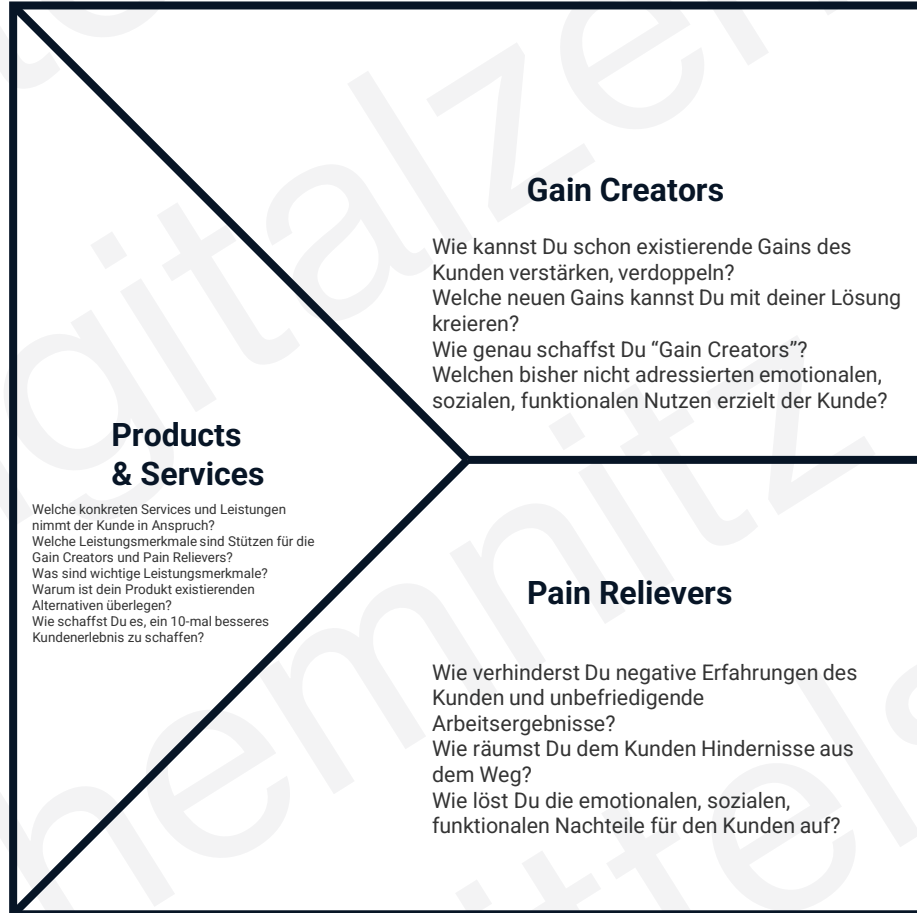 Gain Creators
Wie kannst Du schon existierende Gains des
Kunden verstärken, verdoppeln?
Welche neuen Gains kannst Du mit deiner Lösung
kreieren?
Wie genau schaffst Du “Gain Creators”?
Welchen bisher nicht adressierten emotionalen,
sozialen, funktionalen Nutzen erzielt der Kunde?
Products
& Services
Welche konkreten Services und Leistungen
nimmt der Kunde in Anspruch?
Welche Leistungsmerkmale sind Stützen für die
Gain Creators und Pain Relievers?
Was sind wichtige Leistungsmerkmale?
Warum ist dein Produkt existierenden
Alternativen überlegen?
Wie schaffst Du es, ein 10-mal besseres
Kundenerlebnis zu schaffen?
Pain Relievers
Wie verhinderst Du negative Erfahrungen des
Kunden und unbefriedigende
Arbeitsergebnisse?
Wie räumst Du dem Kunden Hindernisse aus
dem Weg?
Wie löst Du die emotionalen, sozialen,
funktionalen Nachteile für den Kunden auf?